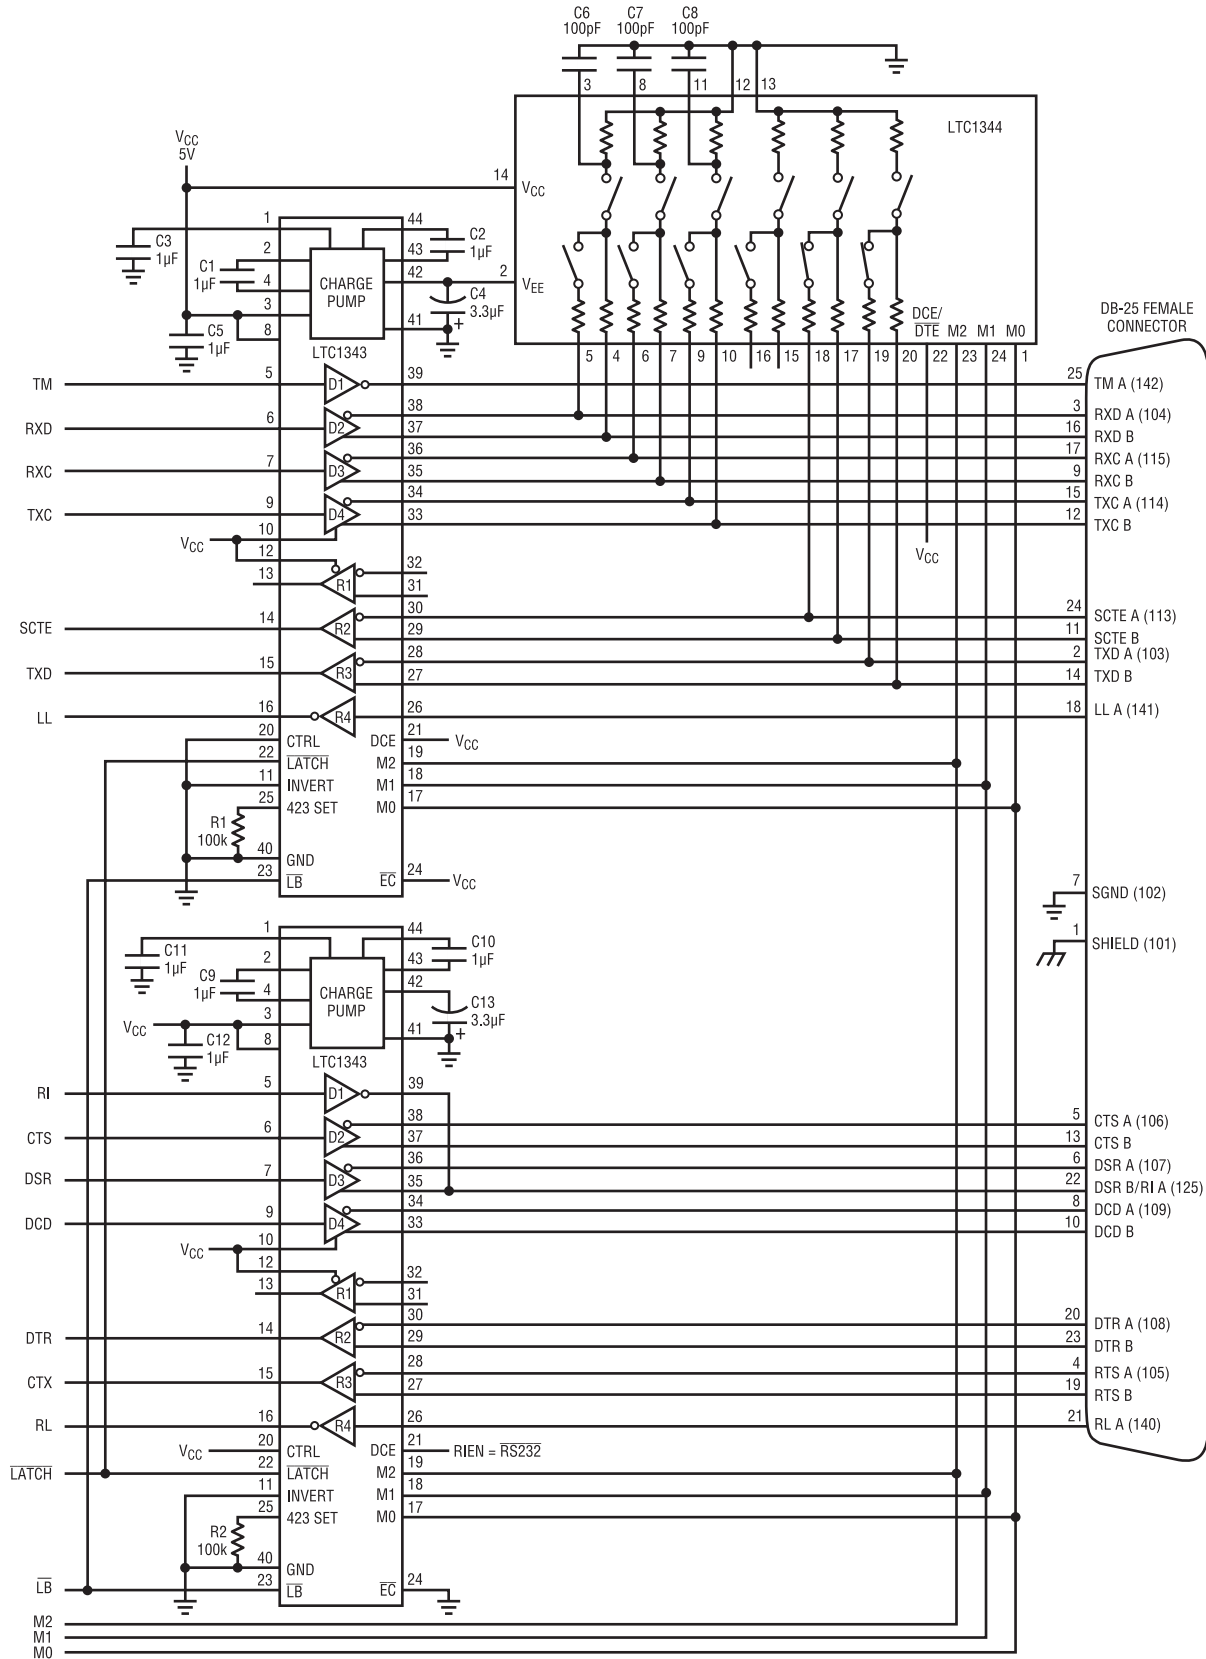 C6 C7 C8
100pF 100pF 100pF
3 8 11 12 13
LTC1344
VCC
5V
14 VCC
1 44
C3
1µF
2 43 C2
1µF
C1
1µF
4 42 2 VEE
CHARGE
PUMP
C4
3.3µF
+
3 41
C5
1µF
8
LTC1343
DCE/
DTE M2 M1 M0
5 4 6 7 9 10 16 15 18 17 19 20 22 23 24 1
DB-25 FEMALE
CONNECTOR
TM 5 D1 39 25 TM A (142)
38 3 RXD A (104)
RXD 6 D2 37 16 RXD B
36 17 RXC A (115)
RXC 7 D3 35 9 RXC B
34 15 TXC A (114)
TXC 9 D4 33 12 TXC B
VCC 10 VCC
12 32
13 R1 31
30 24 SCTE A (113)
SCTE 14 R2 29 11 SCTE B
28 2 TXD A (103)
TXD 15 R3 27 14 TXD B
LL 16 R4 26 18 LL A (141)
20 CTRL DCE 21 VCC
22 LATCH M2 19
11 INVERT M1 18
25 423 SET M0 17
R1
100k
40 GND
23 LB EC 24 VCC
7 SGND (102)
1 SHIELD (101)
1 44
C11
1µF
2 43 C10
1µF
C9
1µF
4 42
CHARGE
PUMP
C13
3.3µF
+
VCC 3 41
C12
1µF
8
LTC1343
RI 5 D1 39
38 5 CTS A (106)
CTS 6 D2 37 13 CTS B
36 6 DSR A (107)
DSR 7 D3 35 22 DSR B/RI A (125)
34 8 DCD A (109)
DCD 9 D4 33 10 DCD B
VCC 10
12 32
13 R1 31
30 20 DTR A (108)
DTR 14 R2 29 23 DTR B
28 4 RTS A (105)
CTX 15 R3 27 19 RTS B
RL 16 R4 26 21 RL A (140)
VCC 20 CTRL DCE 21 RIEN = RS232
LATCH 22 LATCH M2 19
11 INVERT M1 18
25 423 SET M0 17
R2
100k
40 GND
LB 23 LB EC 24
M2
M1
M0